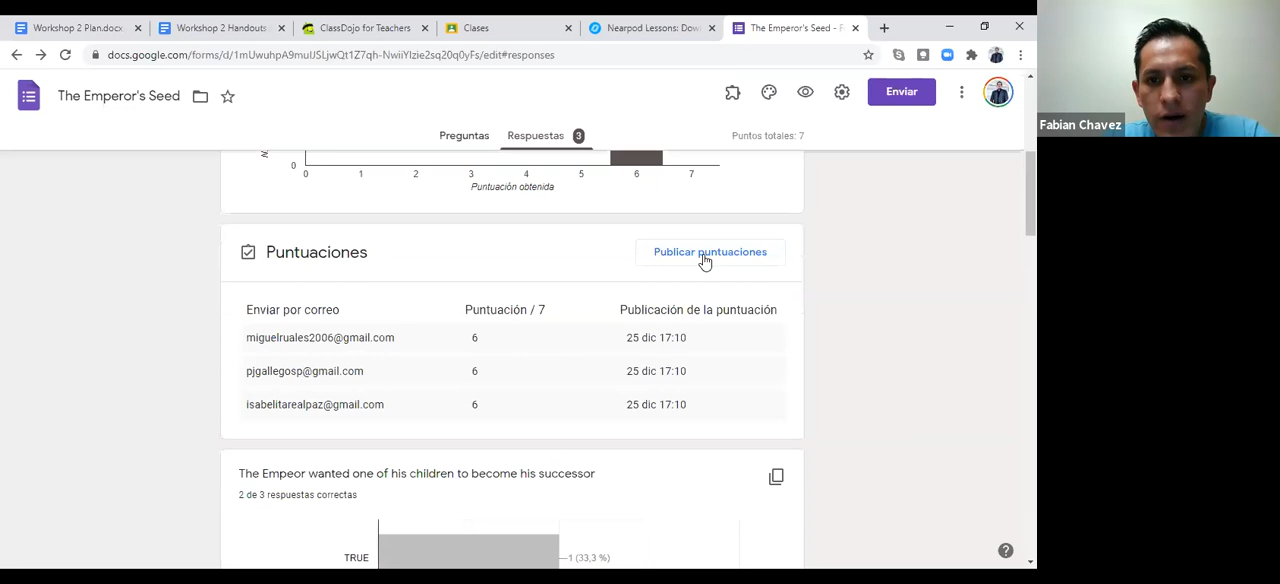 Workshop 2 Plan.docx
Workshop 2 Handouts
ClassDojo for Teachers
Clases
Nearpod Lessons: Dow
The Emperor's Seed - F
docs.google.com/forms/d/1mUwuhpA9muIJSLjwQt1Z7qh-NwiiYIzie2sq20q0yFs/edit#responses
The Emperor's Seed
Enviar
Preguntas
Respuestas 3
Puntos totales: 7
0
0 1 2 3 4 5 6 7
Puntuación obtenida
Puntuaciones
Publicar puntuaciones
Enviar por correo Puntuación / 7 Publicación de la puntuación
miguelruales2006@gmail.com 6 25 dic 17:10
pjgallegosp@gmail.com 6 25 dic 17:10
isabelitarealpaz@gmail.com 6 25 dic 17:10
The Empeor wanted one of his children to become his successor
2 de 3 respuestas correctas
TRUE
1 (33,3 %)
Fabian Chavez